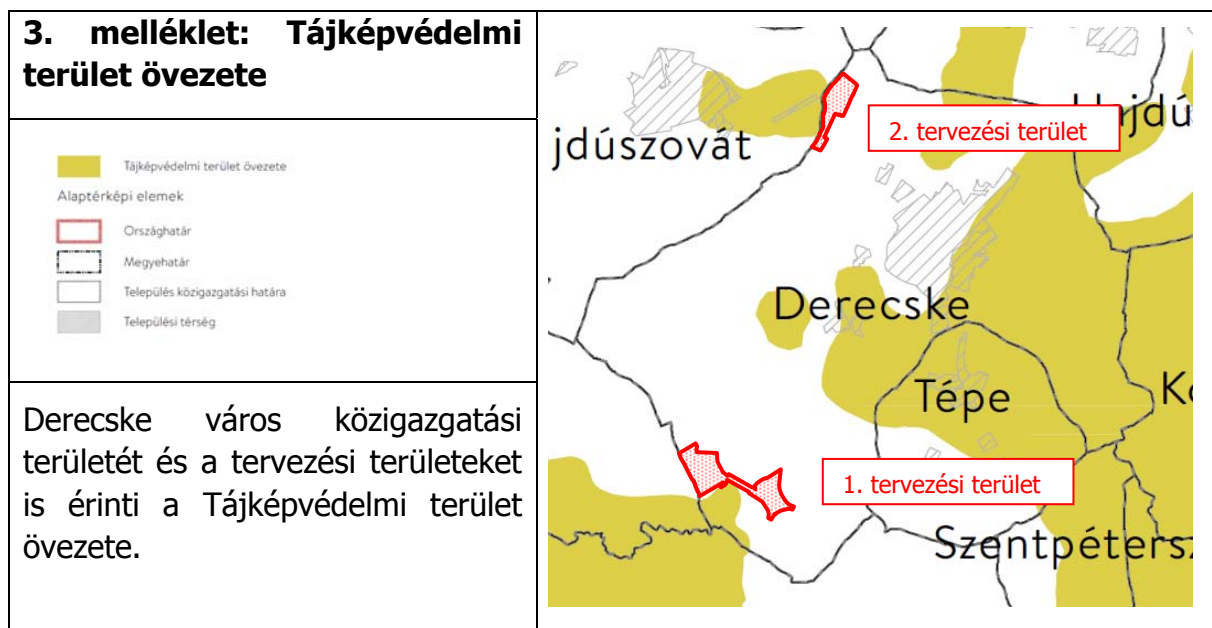 3. melléklet: Tájképvédelmi
terület övezete
Tájképvédelmi terület övezete
Alaptérképi elemek
Országhatár
Megyehatár
Település közigazgatási határa
Települési térség
Derecske város közigazgatási
területét és a tervezési területeket
is érinti a Tájképvédelmi terület
övezete.
2. tervezési terület
jdúszovát
Derecske
Tépe
1. tervezési terület
Szentpétersz